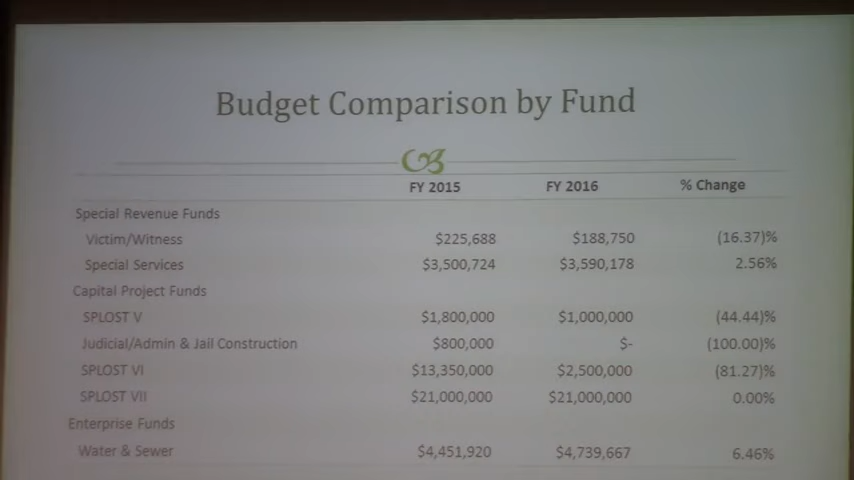 Budget Comparison by Fund
FY 2015 FY 2016 % Change
Special Revenue Funds
Victim/Witness $225,688 $188,750 (16.37)%
Special Services $3,500,724 $3,590,178 2.56%
Capital Project Funds
SPLOST V $1,800,000 $1,000,000 (44.44)%
Judicial/Admin & Jail Construction $800,000 $- (100.00)%
SPLOST VI $13,350,000 $2,500,000 (81.27)%
SPLOST VII $21,000,000 $21,000,000 0.00%
Enterprise Funds
Water & Sewer $4,451,920 $4,739,667 6.46%